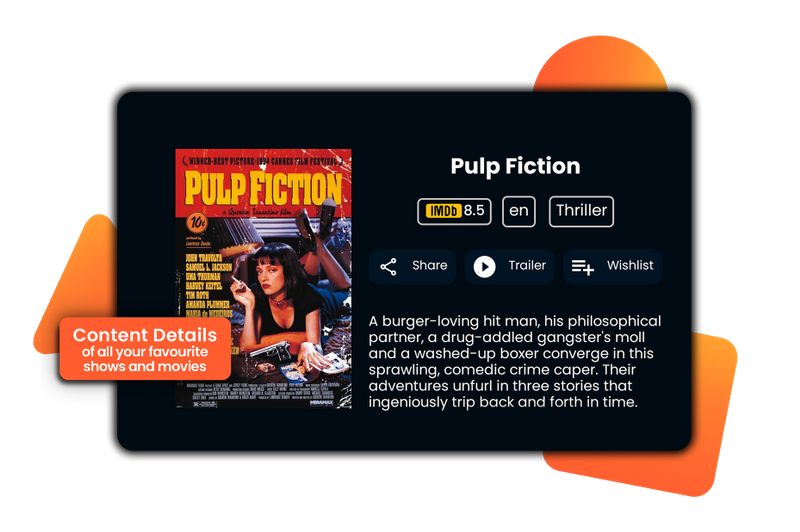 WINNER-BEST PICTURE-1994 CANNES FILM FESTIVAL
PULP FICTION
a Quentin Tarantino film
10¢
JOHN TRAVOLTA
SAMUEL L. JACKSON
UMA THURMAN
HARVEY KEITEL
TIM ROTH
AMANDA PLUMMER
MARIA de MEDEIROS
MIRAMAX
Content Details
of all your favourite
shows and movies
Pulp Fiction
IMDb 8.5 en Thriller
Share Trailer Wishlist
A burger-loving hit man, his philosophical
partner, a drug-addled gangster's moll
and a washed-up boxer converge in this
sprawling, comedic crime caper. Their
adventures unfurl in three stories that
ingeniously trip back and forth in time.